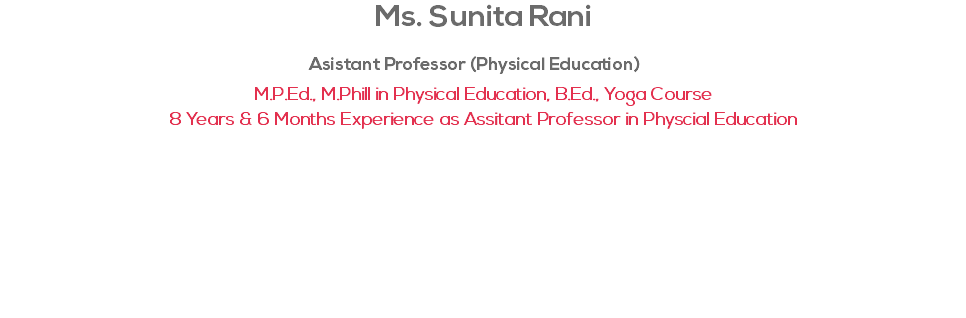 Ms. Sunita Rani
Asistant Professor (Physical Education)
M.P.Ed., M.Phill in Physical Education, B.Ed., Yoga Course
8 Years & 6 Months Experience as Assitant Professor in Physcial Education